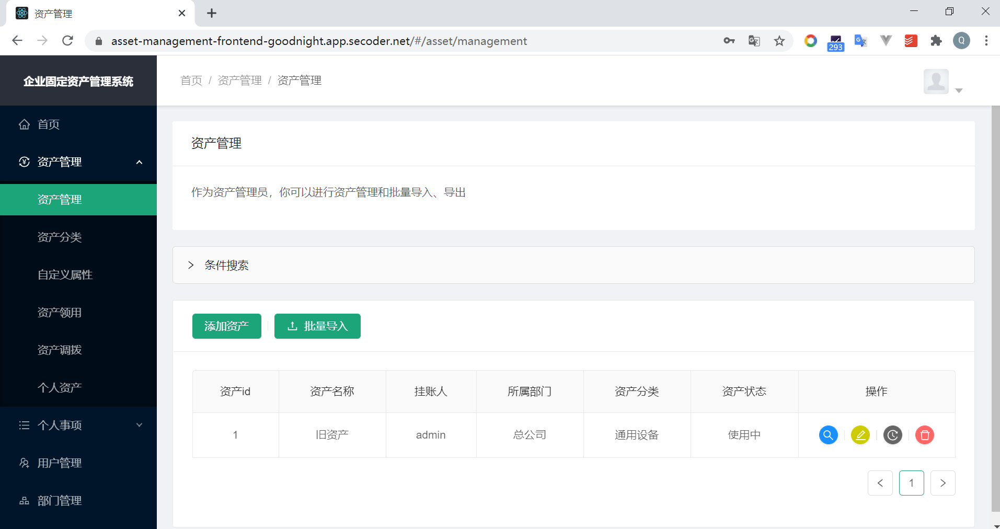 资产管理
asset-management-frontend-goodnight.app.secoder.net/#/asset/management
293
Q
企业固定资产管理系统
首页 / 资产管理 / 资产管理
首页
资产管理
资产管理
资产分类
自定义属性
资产领用
资产调拨
个人资产
个人事项
用户管理
部门管理
资产管理
作为资产管理员，你可以进行资产管理和批量导入、导出
条件搜索
添加资产 批量导入
资产id 资产名称 挂账人 所属部门 资产分类 资产状态 操作
1 旧资产 admin 总公司 通用设备 使用中
1